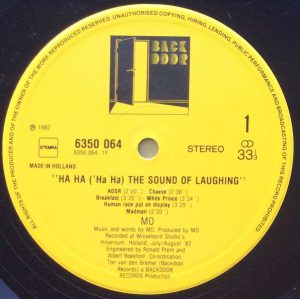 ALL RIGHTS OF THE PRODUCER AND OF THE OWNER OF THE WORK REPRODUCED RESERVED. UNAUTHORISED COPYING, HIRING, LENDING, PUBLIC PERFORMANCE AND BROADCASTING OF THIS RECORD PROHIBITED
BACK
DOOR
℗ 1982
6350 064
6350 064 1Y
STEMRA
STEREO
1
33⅓
MADE IN HOLLAND
"HA HA ('Ha Ha) THE SOUND OF LAUGHING"
ADSR (2'20") Cheese (2'38")
Breakfast (3'25") White Prince (3'34")
Human race put on display (3'29")
Madman (2'20")
MO
Music and words by MO Produced by MO
Recorded at Wisseloord Studio's
Hilversum, Holland, July/August '82
Engineered by Ronald Prent and
Albert Boekholt Co-ordination
Ton van den Bremer (Backdoor
Records) a BACKDOOR
RECORDS Production